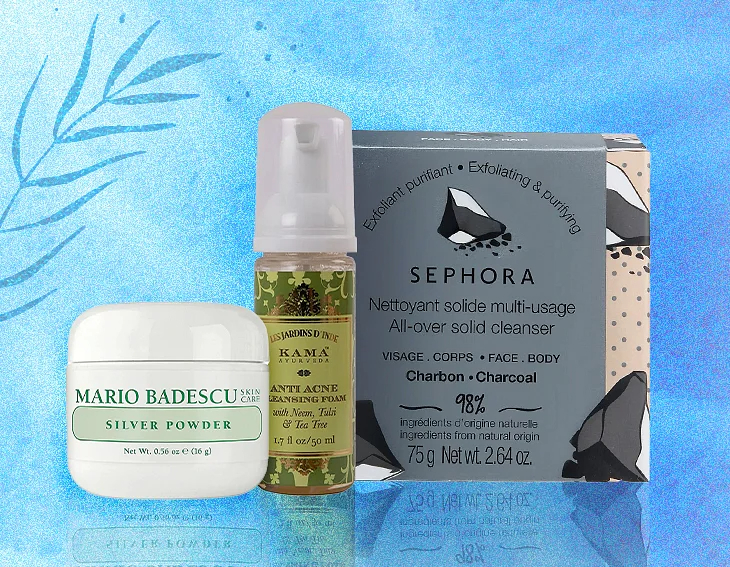 MARIO BADESCU SKIN CARE
SILVER POWDER
Net Wt. 0.56 oz ℮ (16 g)
LES JARDINS D'INDE
KAMA
AYURVEDA
ANTI ACNE
CLEANSING FOAM
with Neem, Tulsi
& Tea Tree
1.7 fl oz/50 ml
FACE . BODY . HAIR
Exfoliant purifiant • Exfoliating & purifying
SEPHORA
Nettoyant solide multi-usage
All-over solid cleanser
VISAGE . CORPS • FACE . BODY
Charbon • Charcoal
98%
ingrédients d'origine naturelle
ingredients from natural origin
75 g Net wt. 2.64 oz.